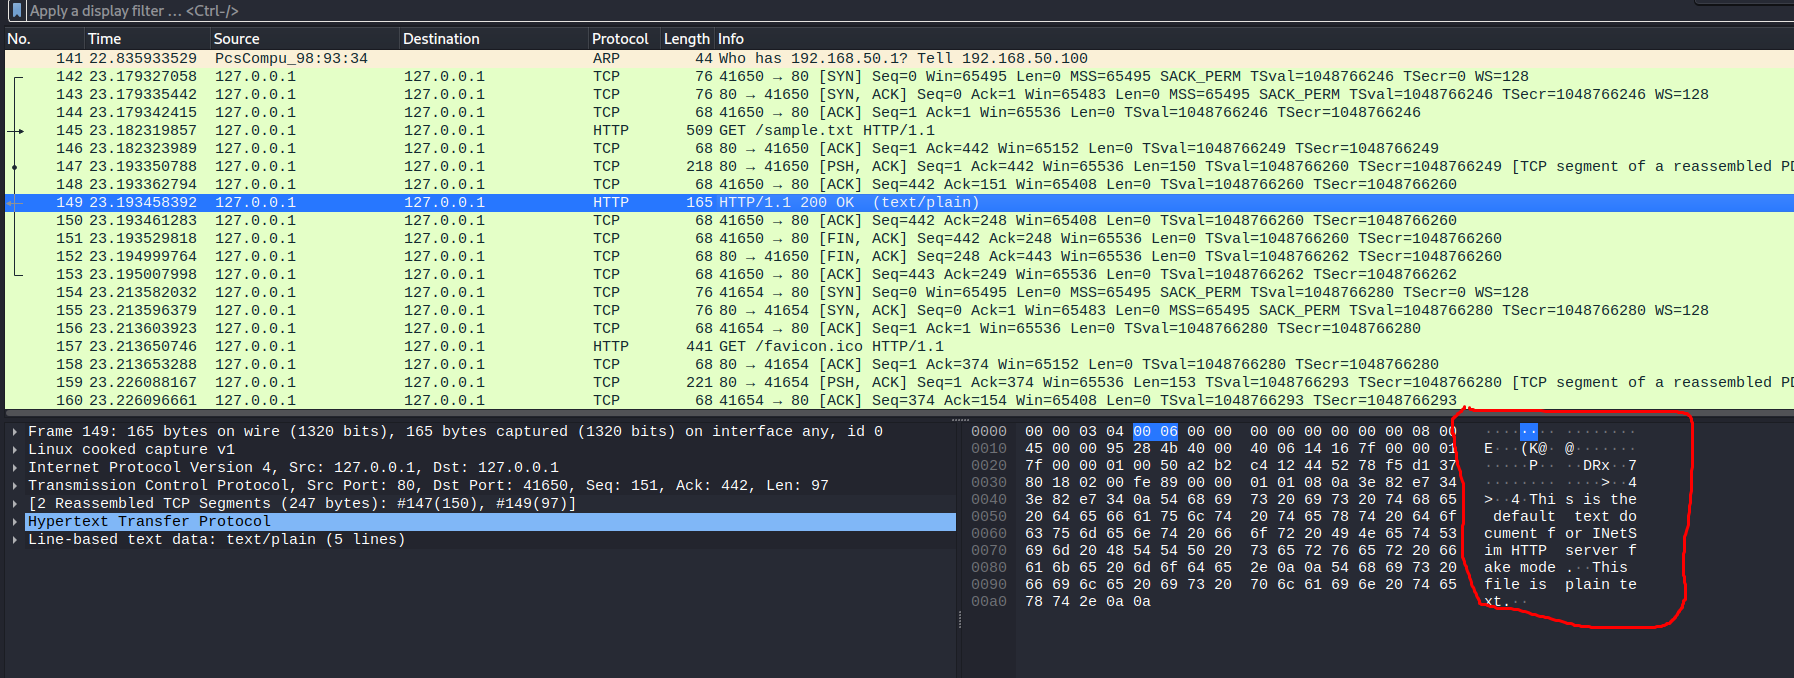 Apply a display filter … <Ctrl-/>
No. Time Source Destination Protocol Length Info
141 22.835933529 PcsCompu_98:93:34 ARP 44 Who has 192.168.50.1? Tell 192.168.50.100
142 23.179327058 127.0.0.1 127.0.0.1 TCP 76 41650 → 80 [SYN] Seq=0 Win=65495 Len=0 MSS=65495 SACK_PERM TSval=1048766246 TSecr=0 WS=128
143 23.179335442 127.0.0.1 127.0.0.1 TCP 76 80 → 41650 [SYN, ACK] Seq=0 Ack=1 Win=65483 Len=0 MSS=65495 SACK_PERM TSval=1048766246 TSecr=1048766246 WS=128
144 23.179342415 127.0.0.1 127.0.0.1 TCP 68 41650 → 80 [ACK] Seq=1 Ack=1 Win=65536 Len=0 TSval=1048766246 TSecr=1048766246
145 23.182319857 127.0.0.1 127.0.0.1 HTTP 509 GET /sample.txt HTTP/1.1
146 23.182323989 127.0.0.1 127.0.0.1 TCP 68 80 → 41650 [ACK] Seq=1 Ack=442 Win=65152 Len=0 TSval=1048766249 TSecr=1048766249
147 23.193350788 127.0.0.1 127.0.0.1 TCP 218 80 → 41650 [PSH, ACK] Seq=1 Ack=442 Win=65536 Len=150 TSval=1048766260 TSecr=1048766249 [TCP segment of a reassembled PD
148 23.193362794 127.0.0.1 127.0.0.1 TCP 68 41650 → 80 [ACK] Seq=442 Ack=151 Win=65408 Len=0 TSval=1048766260 TSecr=1048766260
149 23.193458392 127.0.0.1 127.0.0.1 HTTP 165 HTTP/1.1 200 OK (text/plain)
150 23.193461283 127.0.0.1 127.0.0.1 TCP 68 41650 → 80 [ACK] Seq=442 Ack=248 Win=65408 Len=0 TSval=1048766260 TSecr=1048766260
151 23.193529818 127.0.0.1 127.0.0.1 TCP 68 41650 → 80 [FIN, ACK] Seq=442 Ack=248 Win=65536 Len=0 TSval=1048766260 TSecr=1048766260
152 23.194999764 127.0.0.1 127.0.0.1 TCP 68 80 → 41650 [FIN, ACK] Seq=248 Ack=443 Win=65536 Len=0 TSval=1048766262 TSecr=1048766260
153 23.195007998 127.0.0.1 127.0.0.1 TCP 68 41650 → 80 [ACK] Seq=443 Ack=249 Win=65536 Len=0 TSval=1048766262 TSecr=1048766262
154 23.213582032 127.0.0.1 127.0.0.1 TCP 76 41654 → 80 [SYN] Seq=0 Win=65495 Len=0 MSS=65495 SACK_PERM TSval=1048766280 TSecr=0 WS=128
155 23.213596379 127.0.0.1 127.0.0.1 TCP 76 80 → 41654 [SYN, ACK] Seq=0 Ack=1 Win=65483 Len=0 MSS=65495 SACK_PERM TSval=1048766280 TSecr=1048766280 WS=128
156 23.213603923 127.0.0.1 127.0.0.1 TCP 68 41654 → 80 [ACK] Seq=1 Ack=1 Win=65536 Len=0 TSval=1048766280 TSecr=1048766280
157 23.213650746 127.0.0.1 127.0.0.1 HTTP 441 GET /favicon.ico HTTP/1.1
158 23.213653288 127.0.0.1 127.0.0.1 TCP 68 80 → 41654 [ACK] Seq=1 Ack=374 Win=65152 Len=0 TSval=1048766280 TSecr=1048766280
159 23.226088167 127.0.0.1 127.0.0.1 TCP 221 80 → 41654 [PSH, ACK] Seq=1 Ack=374 Win=65536 Len=153 TSval=1048766293 TSecr=1048766280 [TCP segment of a reassembled PD
160 23.226096661 127.0.0.1 127.0.0.1 TCP 68 41654 → 80 [ACK] Seq=374 Ack=154 Win=65408 Len=0 TSval=1048766293 TSecr=1048766293
Frame 149: 165 bytes on wire (1320 bits), 165 bytes captured (1320 bits) on interface any, id 0
Linux cooked capture v1
Internet Protocol Version 4, Src: 127.0.0.1, Dst: 127.0.0.1
Transmission Control Protocol, Src Port: 80, Dst Port: 41650, Seq: 151, Ack: 442, Len: 97
[2 Reassembled TCP Segments (247 bytes): #147(150), #149(97)]
Hypertext Transfer Protocol
Line-based text data: text/plain (5 lines)
0000 00 00 03 04 00 06 00 00 00 00 00 00 00 00 08 00 ········ ········
0010 45 00 00 95 28 4b 40 00 40 06 14 16 7f 00 00 01 E···(K@· @·······
0020 7f 00 00 01 00 50 a2 b2 c4 12 44 52 78 f5 d1 37 ·····P·· ··DRx··7
0030 80 18 02 00 fe 89 00 00 01 01 08 0a 3e 82 e7 34 ········ ····>··4
0040 3e 82 e7 34 0a 54 68 69 73 20 69 73 20 74 68 65 >··4·Thi s is the
0050 20 64 65 66 61 75 6c 74 20 74 65 78 74 20 64 6f default text do
0060 63 75 6d 65 6e 74 20 66 6f 72 20 49 4e 65 74 53 cument f or INetS
0070 69 6d 20 48 54 54 50 20 73 65 72 76 65 72 20 66 im HTTP server f
0080 61 6b 65 20 6d 6f 64 65 2e 0a 0a 54 68 69 73 20 ake mode .··This
0090 66 69 6c 65 20 69 73 20 70 6c 61 69 6e 20 74 65 file is plain te
00a0 78 74 2e 0a 0a xt.··